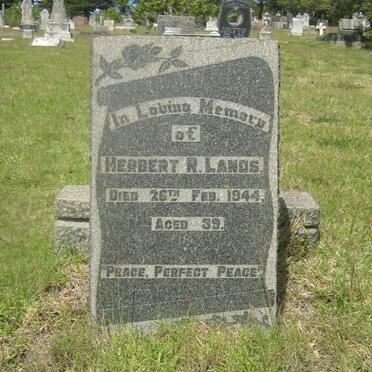 In Loving Memory
of
HERBERT R. LANDS.
DIED 26TH FEB. 1944,
AGED 39.
"PEACE, PERFECT PEACE".